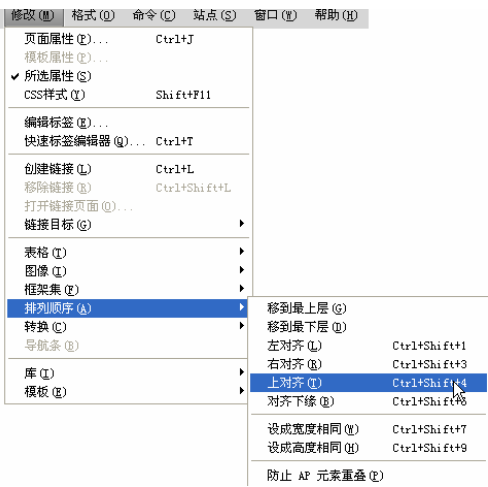 修改(M) 格式(O) 命令(C) 站点(S) 窗口(W) 帮助(H)
页面属性(P)... Ctrl+J
模板属性(P)...
✓ 所选属性(S)
CSS样式(Y) Shift+F11
编辑标签(E)...
快速标签编辑器(Q)... Ctrl+T
创建链接(L) Ctrl+L
移除链接(R) Ctrl+Shift+L
打开链接页面(O)...
链接目标(G)
表格(T)
图像(I)
框架集(F)
排列顺序(A)
移到最上层(G)
转换(C)
移到最下层(D)
导航条(B)
左对齐(L) Ctrl+Shift+1
右对齐(R) Ctrl+Shift+3
库(I)
上对齐(T) Ctrl+Shift+4
模板(E)
对齐下缘(B) Ctrl+Shift+6
设成宽度相同(W) Ctrl+Shift+7
设成高度相同(H) Ctrl+Shift+9
防止 AP 元素重叠(P)